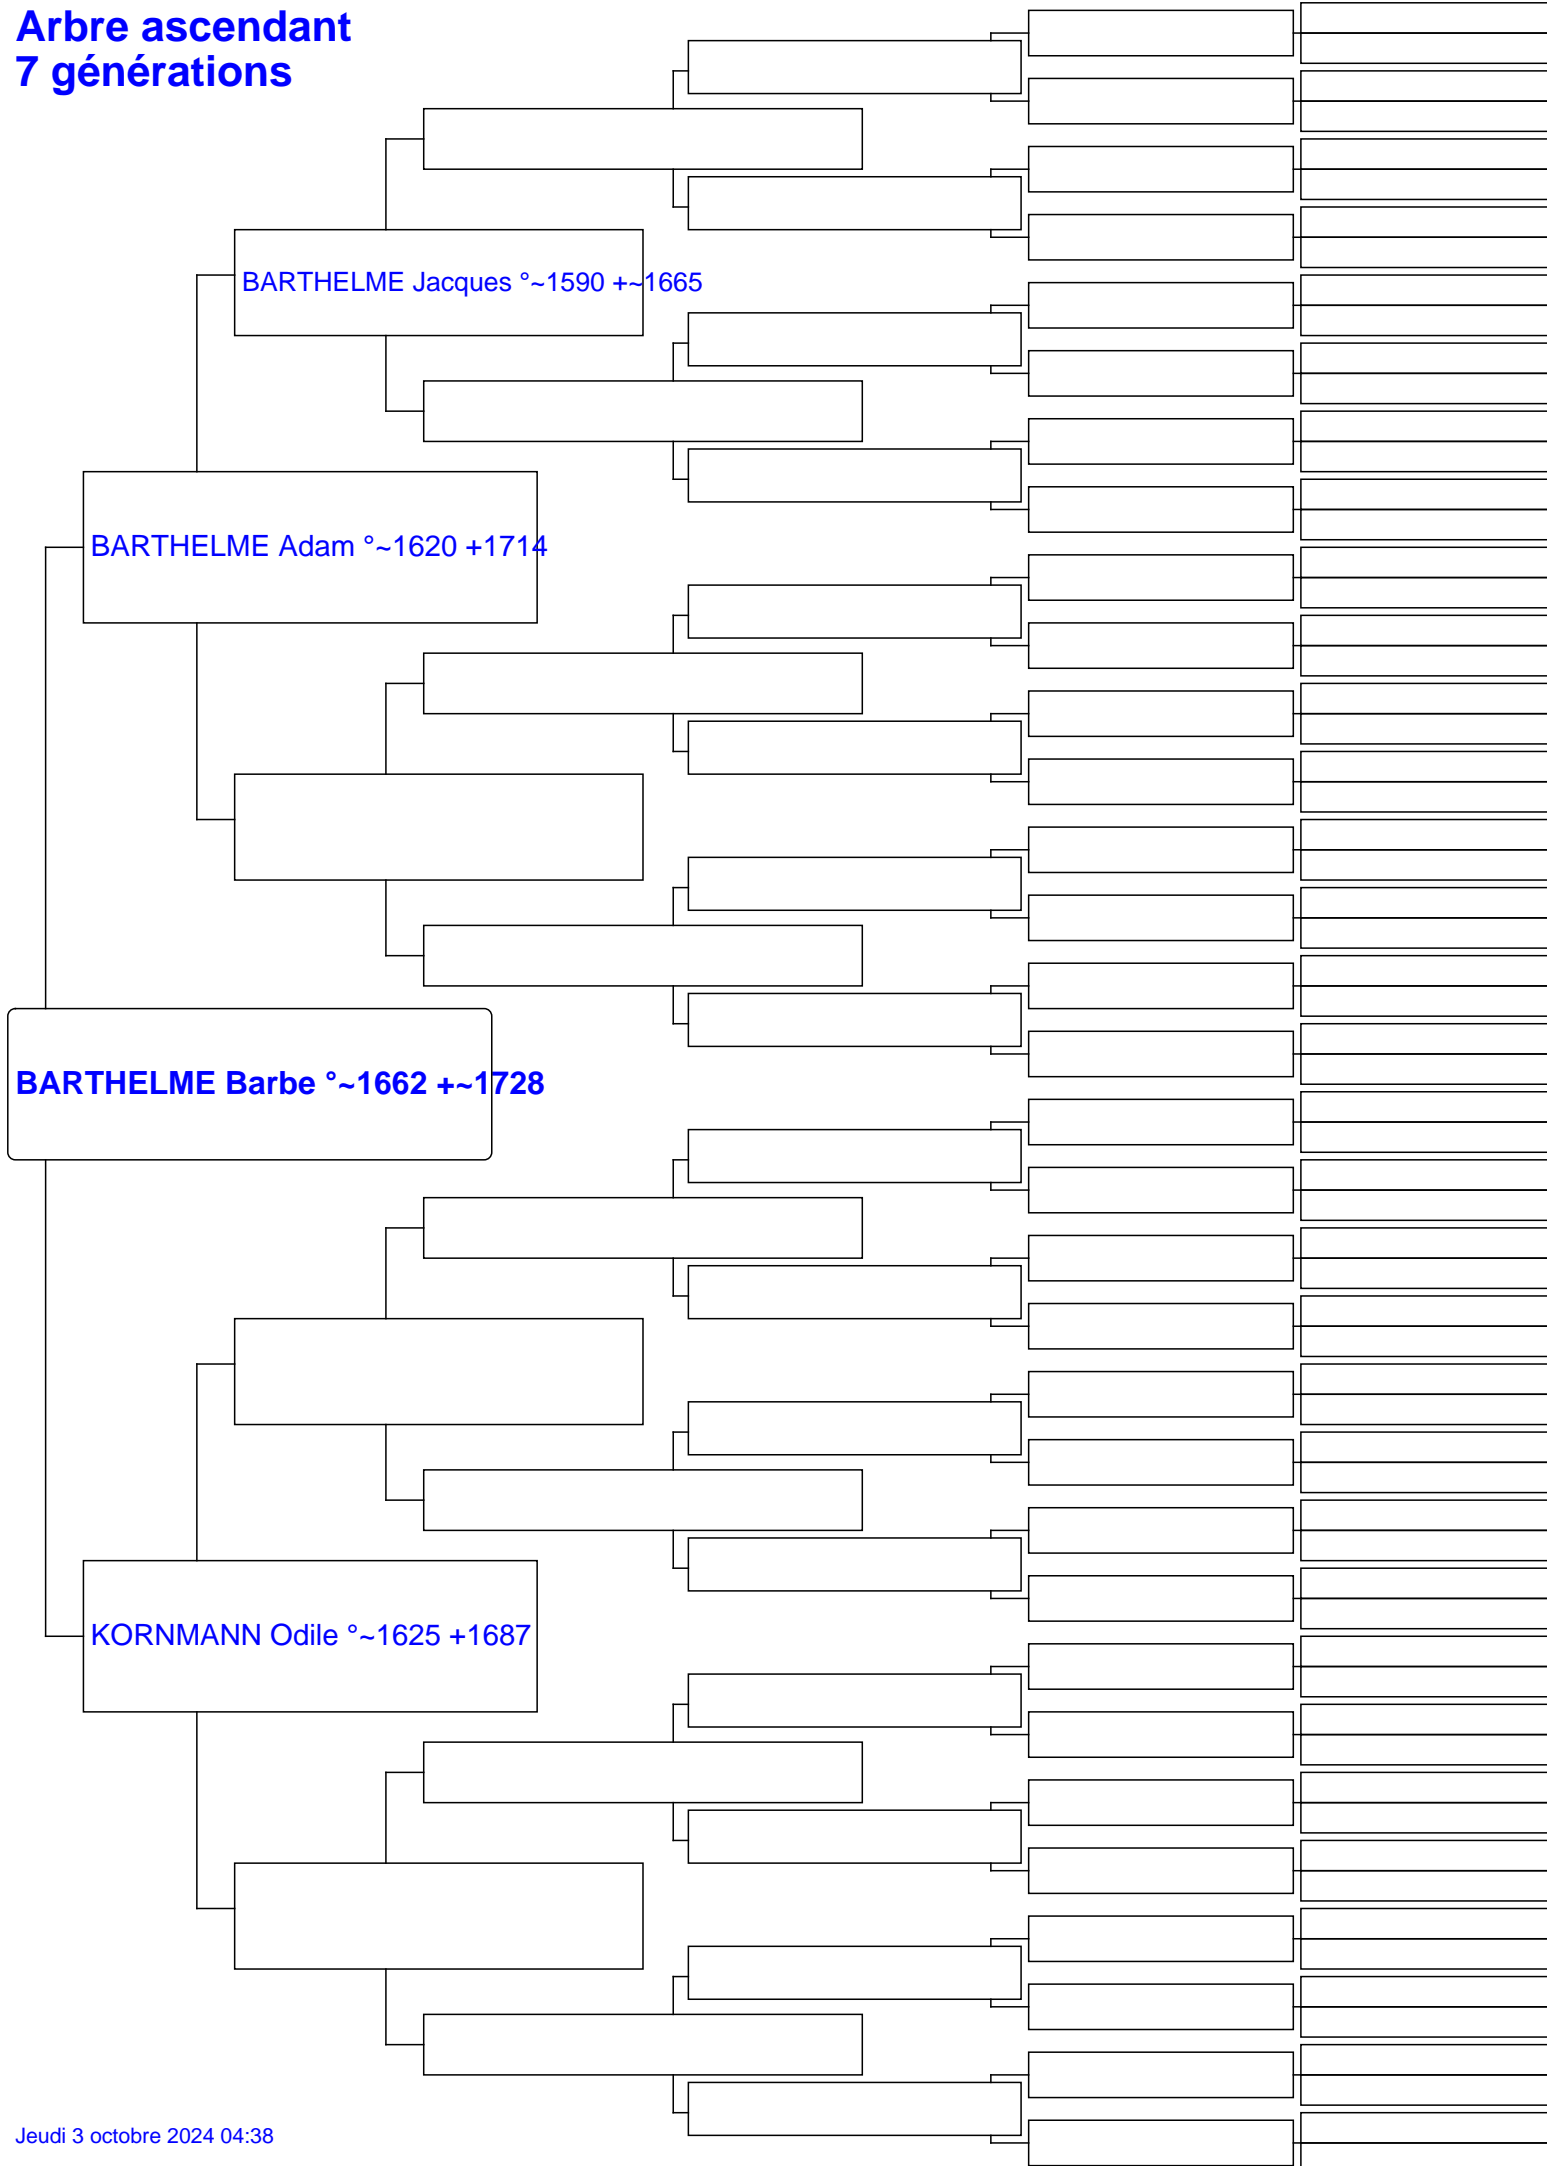 Arbre ascendant
7 générations
BARTHELME Jacques °~1590 +~1665
BARTHELME Adam °~1620 +1714
BARTHELME Barbe °~1662 +~1728
KORNMANN Odile °~1625 +1687
Jeudi 3 octobre 2024 04:38